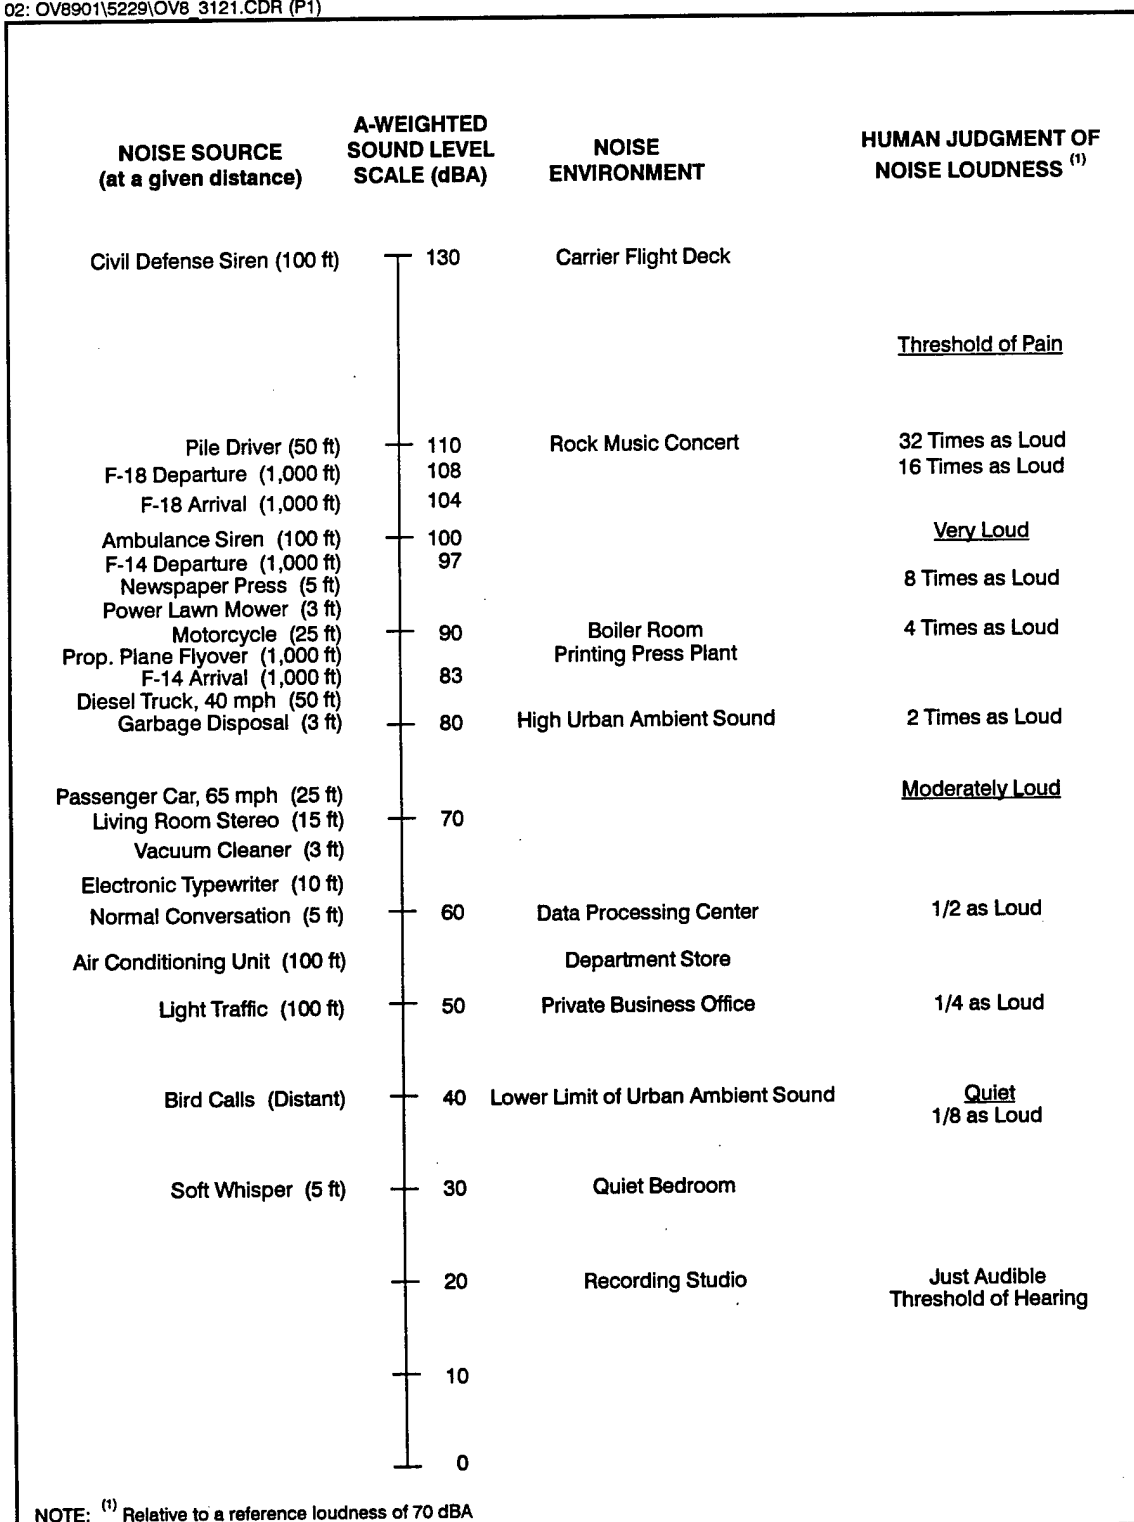 02: OV8901\5229\OV8_3121.CDR (P1)
NOISE SOURCE
(at a given distance)
A-WEIGHTED
SOUND LEVEL
SCALE (dBA)
NOISE
ENVIRONMENT
HUMAN JUDGMENT OF
NOISE LOUDNESS (1)
Civil Defense Siren (100 ft) 130 Carrier Flight Deck
Threshold of Pain
Pile Driver (50 ft) 110 Rock Music Concert 32 Times as Loud
F-18 Departure (1,000 ft) 108 16 Times as Loud
F-18 Arrival (1,000 ft) 104
Very Loud
Ambulance Siren (100 ft) 100
F-14 Departure (1,000 ft) 97
Newspaper Press (5 ft) 8 Times as Loud
Power Lawn Mower (3 ft)
Motorcycle (25 ft) 90 Boiler Room 4 Times as Loud
Prop. Plane Flyover (1,000 ft) Printing Press Plant
F-14 Arrival (1,000 ft) 83
Diesel Truck, 40 mph (50 ft)
Garbage Disposal (3 ft) 80 High Urban Ambient Sound 2 Times as Loud
Passenger Car, 65 mph (25 ft) Moderately Loud
Living Room Stereo (15 ft) 70
Vacuum Cleaner (3 ft)
Electronic Typewriter (10 ft)
Normal Conversation (5 ft) 60 Data Processing Center 1/2 as Loud
Air Conditioning Unit (100 ft) Department Store
Light Traffic (100 ft) 50 Private Business Office 1/4 as Loud
Bird Calls (Distant) 40 Lower Limit of Urban Ambient Sound Quiet
1/8 as Loud
Soft Whisper (5 ft) 30 Quiet Bedroom
20 Recording Studio Just Audible
Threshold of Hearing
10
0
NOTE: (1) Relative to a reference loudness of 70 dBA